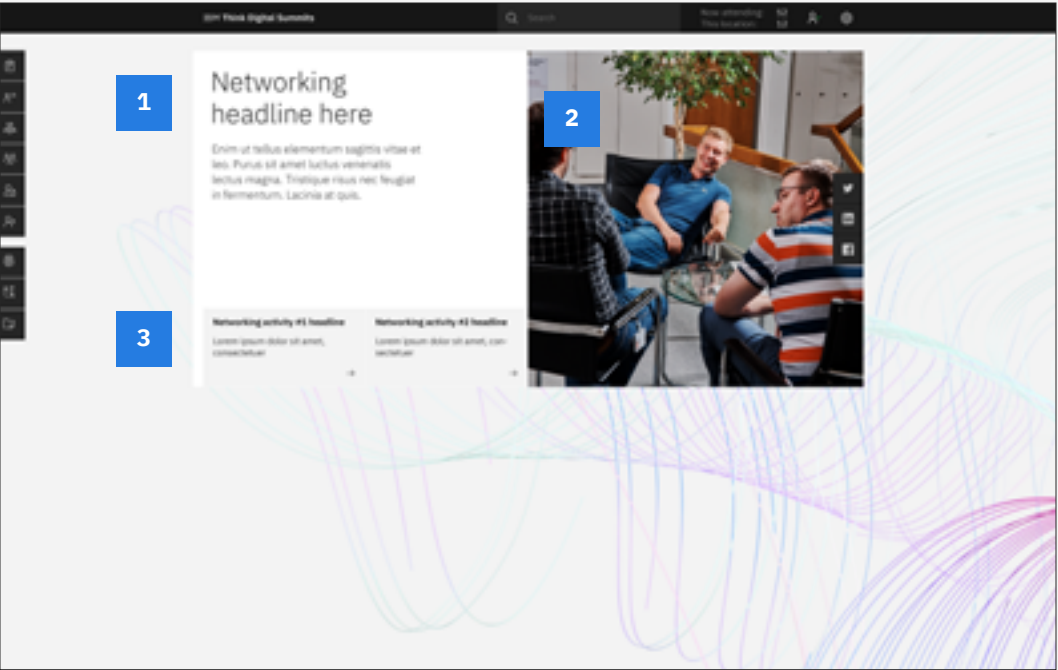 IBM Think Digital Summits
Search
Now attending: 52
This location: 12
1
Networking
headline here
2
Enim ut tellus elementum sagittis vitae et
leo. Purus sit amet luctus venenatis
lectus magna. Tristique risus nec feugiat
in fermentum. Lacinia at quis.
3
Networking activity #1 headline
Lorem ipsum dolor sit amet,
consectetuer
Networking activity #2 headline
Lorem ipsum dolor sit amet, con-
sectetuer